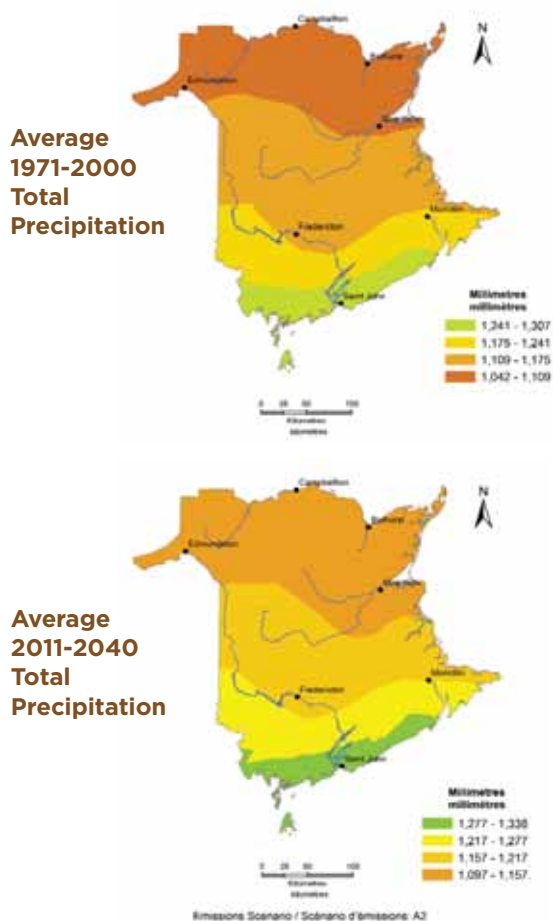 Campbellton
N
Bathurst
Edmundston
Average
1971-2000
Total
Precipitation
Miramichi
Moncton
Fredericton
Saint John
Millimetres
millimètres
1,241 - 1,307
1,175 - 1,241
1,109 - 1,175
1,042 - 1,109
0 25 50 100
Kilometres
kilomètres
Campbellton
N
Bathurst
Edmundston
Miramichi
Average
2011-2040
Total
Precipitation
Moncton
Fredericton
Saint John
Millimetres
millimètres
1,277 - 1,338
1,217 - 1,277
1,157 - 1,217
1,097 - 1,157
0 25 50 100
Kilometres
kilomètres
Emissions Scenario / Scénario d'émissions: A2